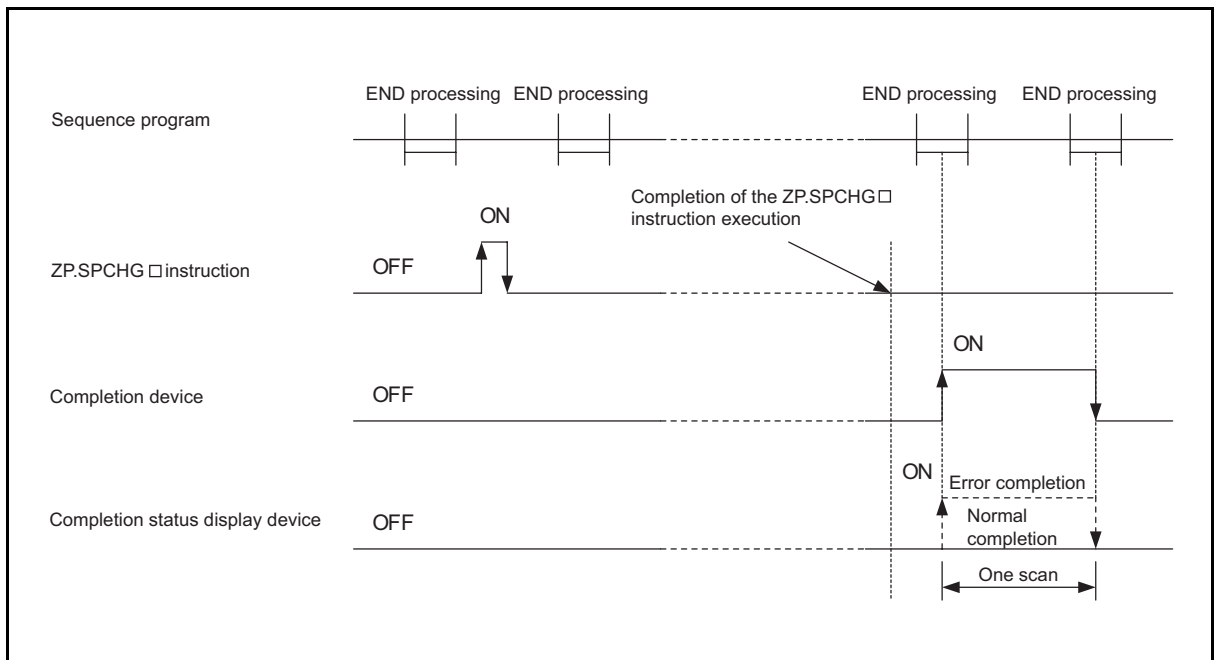 END processing END processing END processing END processing
Sequence program
Completion of the ZP.SPCHG□
instruction execution
ON
ZP.SPCHG □ instruction
OFF
ON
Completion device
OFF
ON
Error completion
Completion status display device
OFF
Normal
completion
One scan